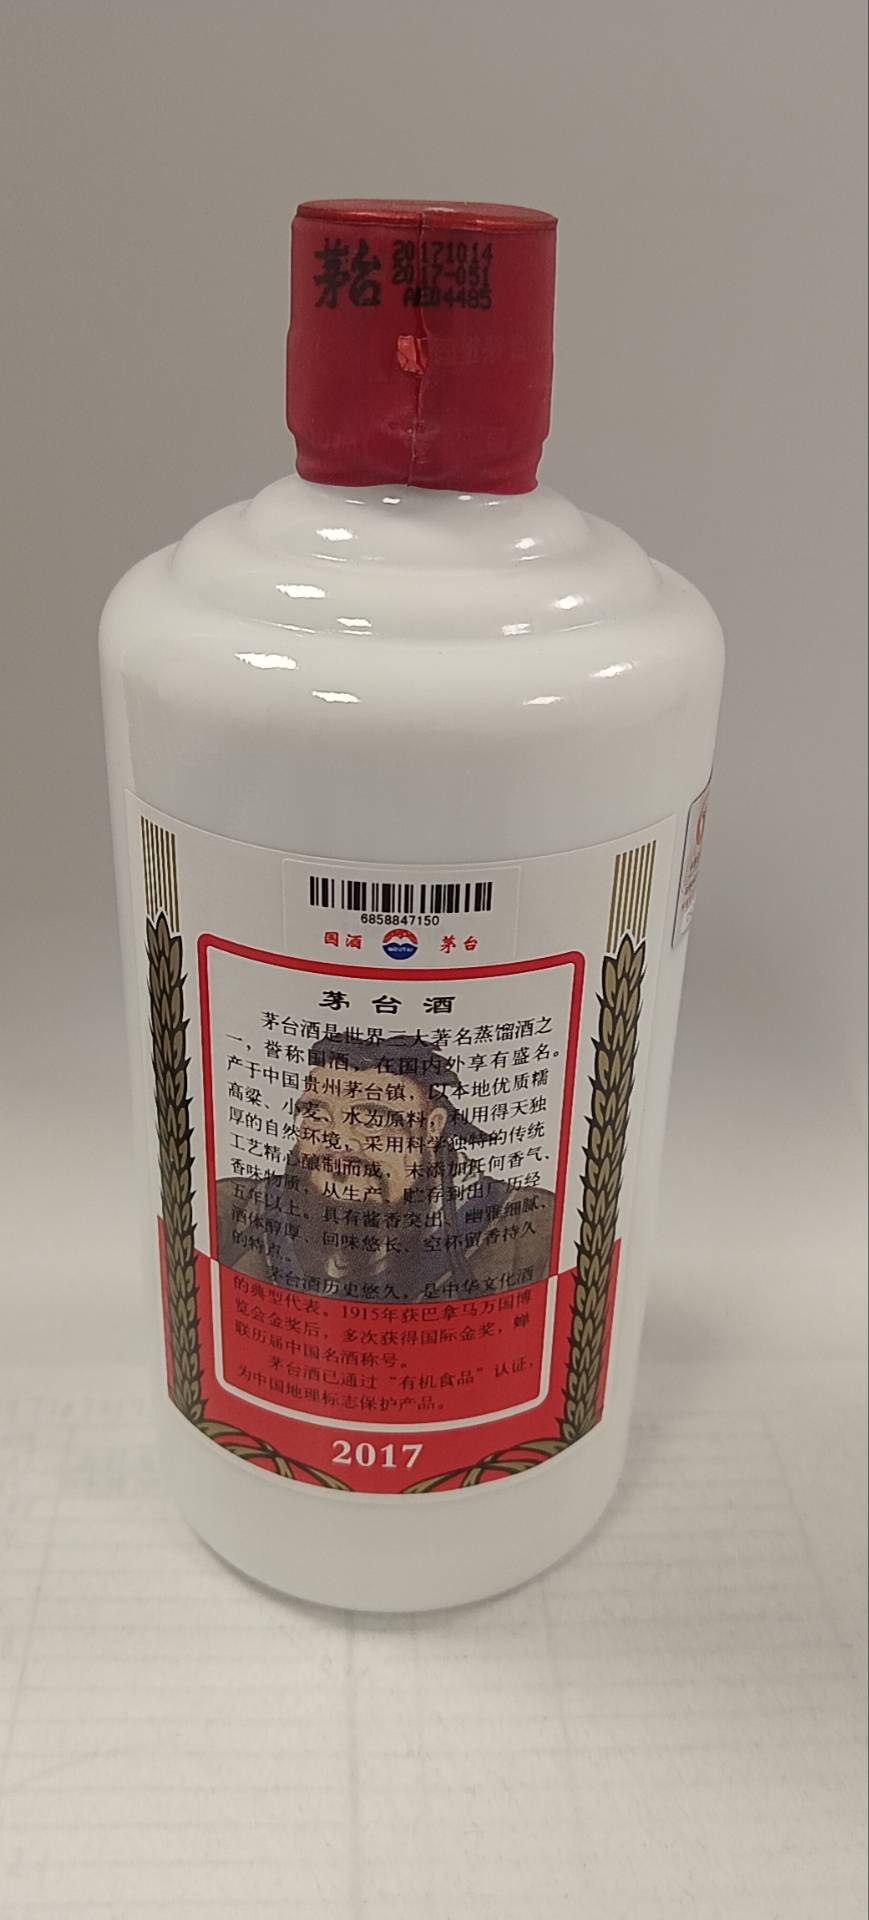 茅台
20171014
2017-051
4485
6858847150
国酒 MOUTAI 茅台
茅台酒
茅台酒是世界三大著名蒸馏酒之
一，誉称国酒，在国内外享有盛名。
产于中国贵州茅台镇，以本地优质糯
高粱、小麦、水为原料，利用得天独
厚的自然环境，采用科学独特的传统
工艺精心酿制而成，未添加任何香气、
香味物质，从生产、贮存到出厂历经
五年以上。具有酱香突出、幽雅细腻、
酒体醇厚、回味悠长、空杯留香持久
的特点。
茅台酒历史悠久，是中华文化酒
的典型代表。1915年获巴拿马万国博
览会金奖后，多次获得国际金奖，蝉
联历届中国名酒称号。
茅台酒已通过“有机食品”认证，
为中国地理标志保护产品。
2017